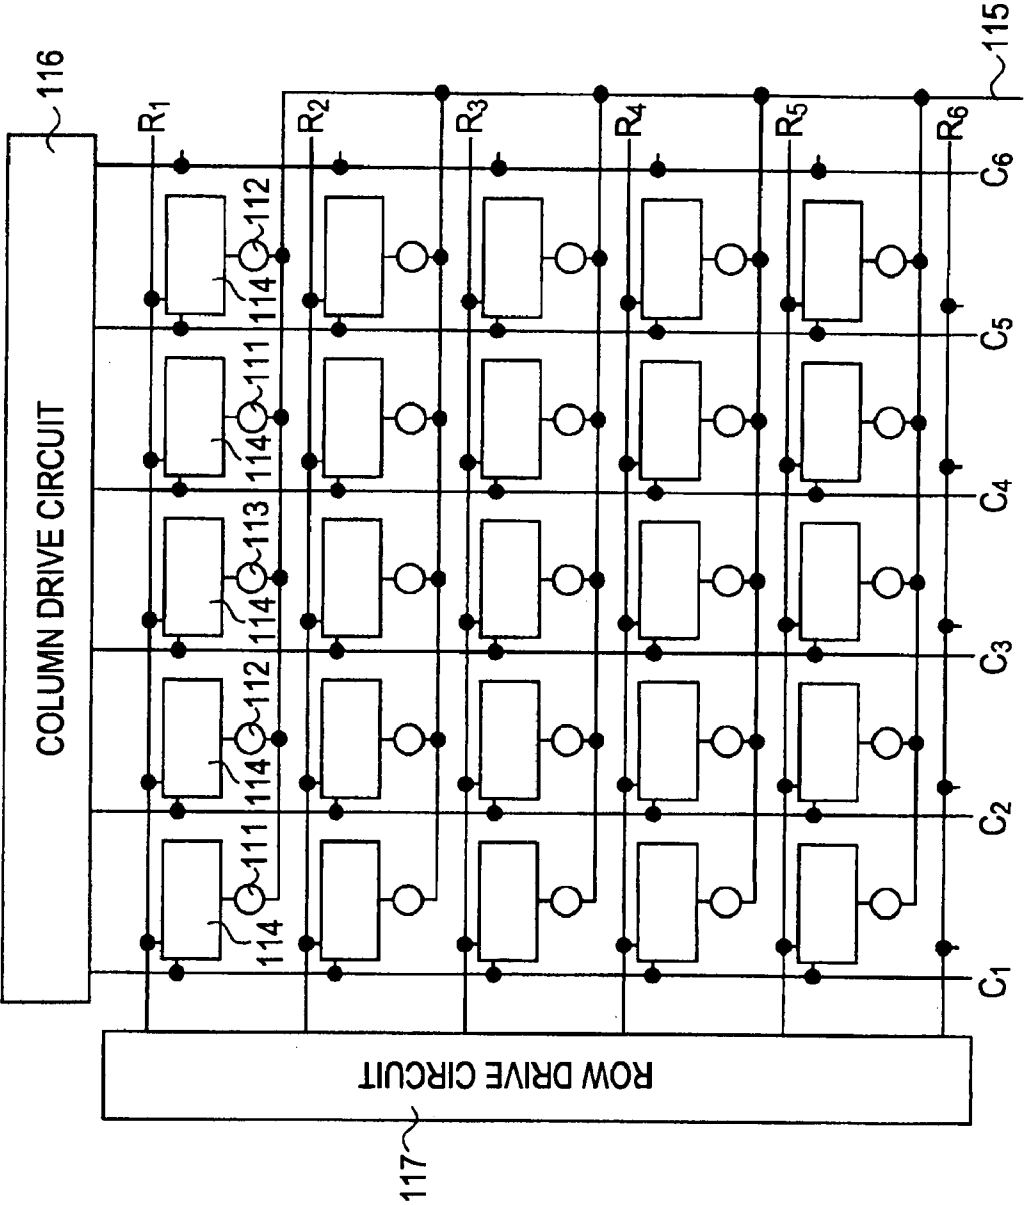 COLUMN DRIVE CIRCUIT
116
R1
114
111
114
112
114
113
114
111
114
112
R2
R3
R4
R5
R6
115
C1
C2
C3
C4
C5
C6
ROW DRIVE CIRCUIT
117